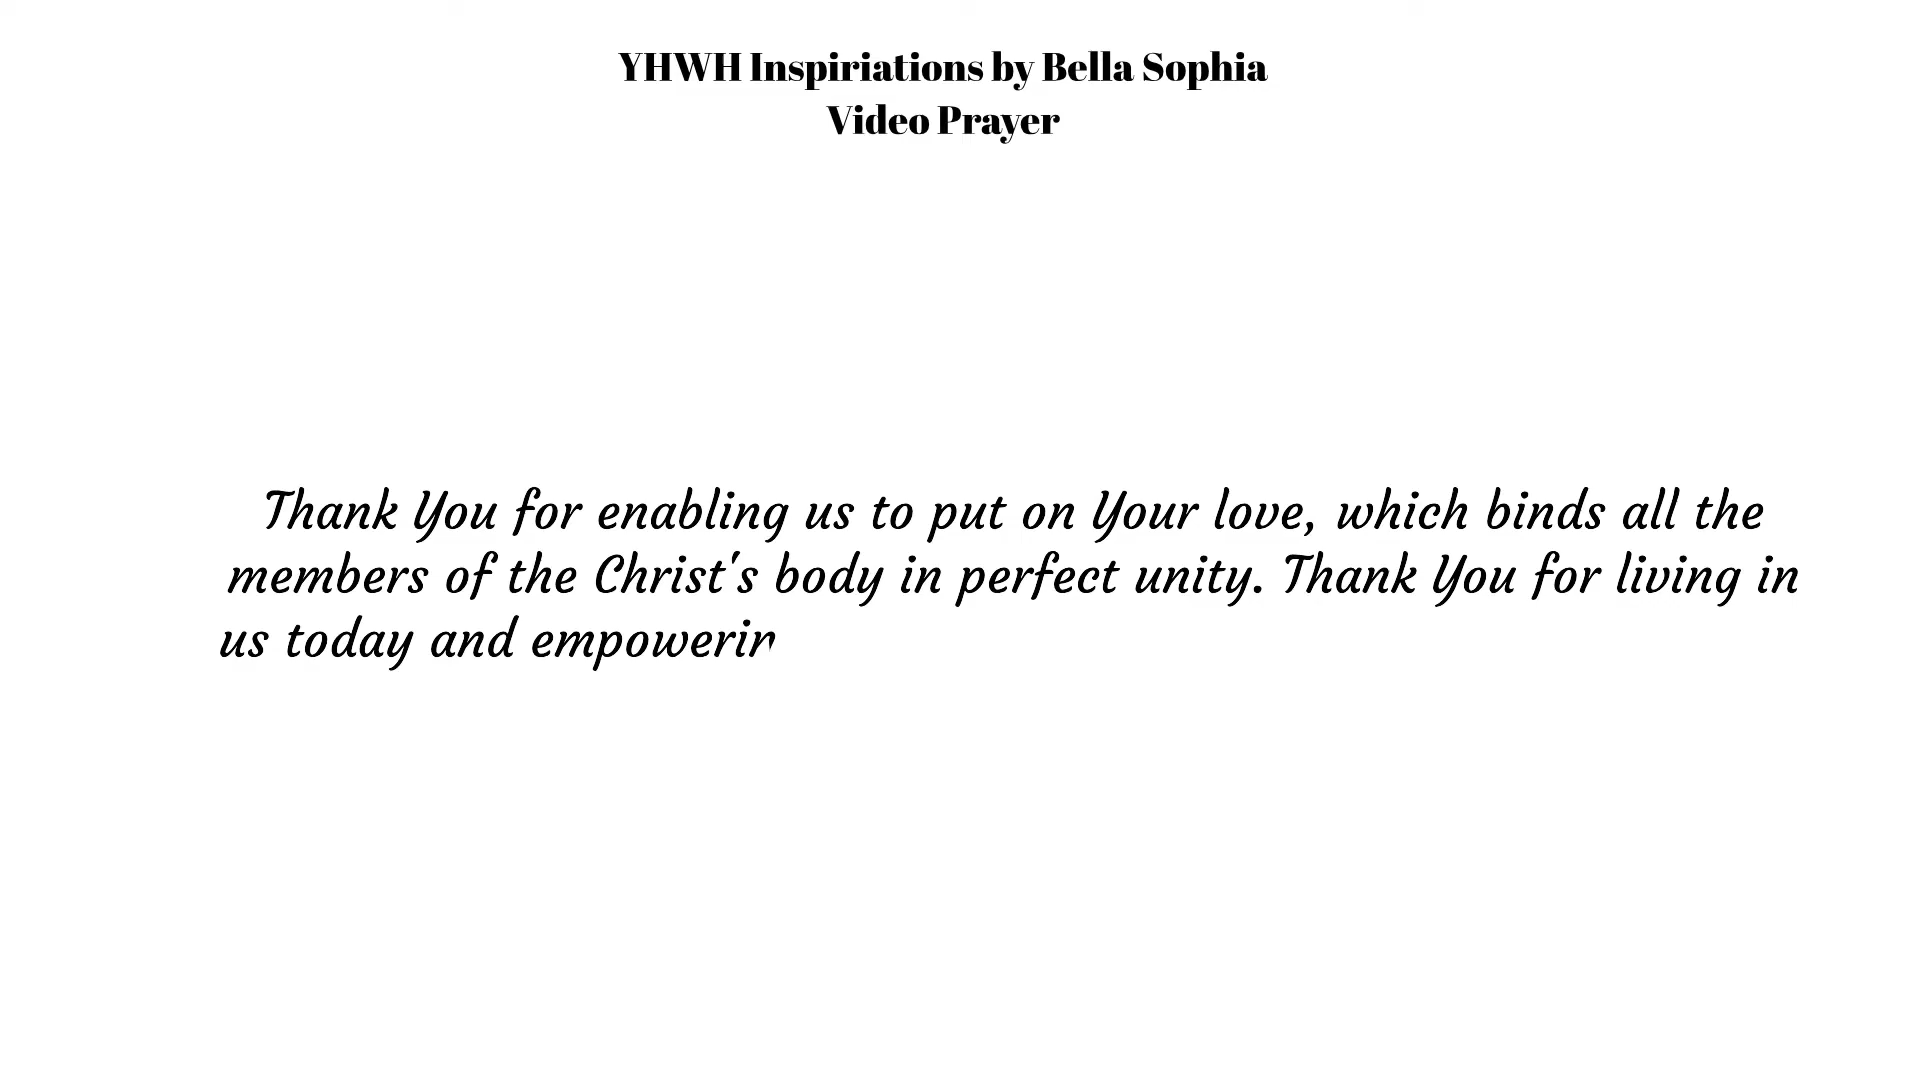 YHWH Inspiriations by Bella Sophia
Video Prayer
Thank You for enabling us to put on Your love, which binds all the
members of the Christ's body in perfect unity. Thank You for living in
us today and empowerin